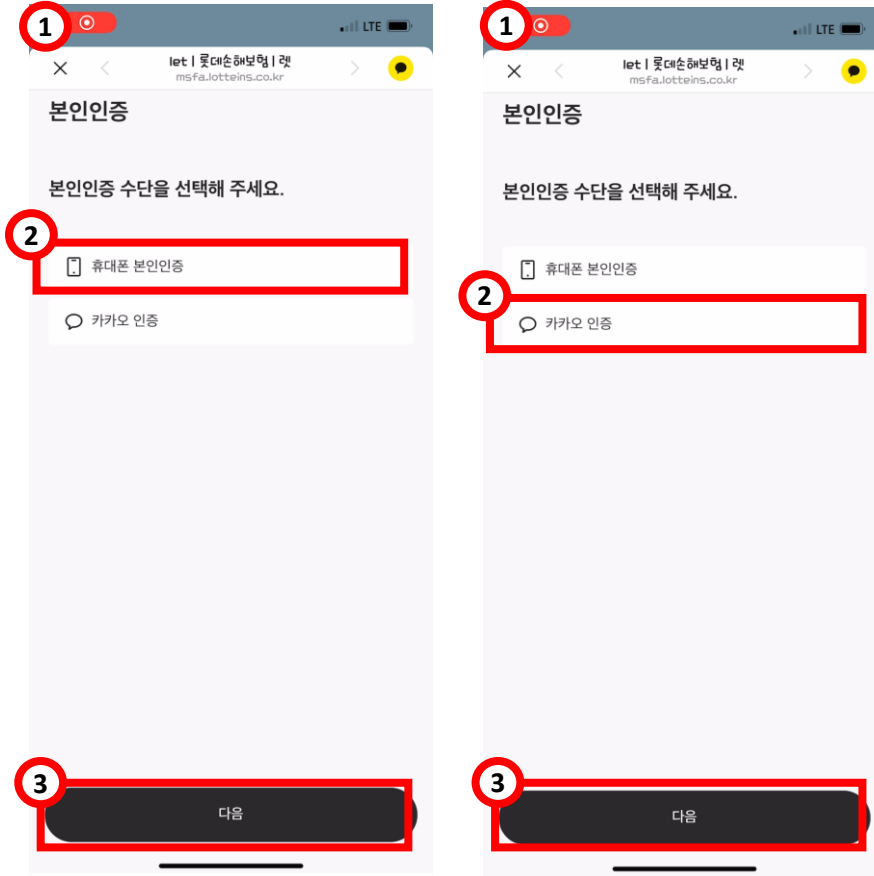 1
LTE
let | 롯데손해보험 | 렛
msfa.lotteins.co.kr
본인인증
본인인증 수단을 선택해 주세요.
2
휴대폰 본인인증
카카오 인증
3
다음
1
LTE
let | 롯데손해보험 | 렛
msfa.lotteins.co.kr
본인인증
본인인증 수단을 선택해 주세요.
휴대폰 본인인증
2
카카오 인증
3
다음